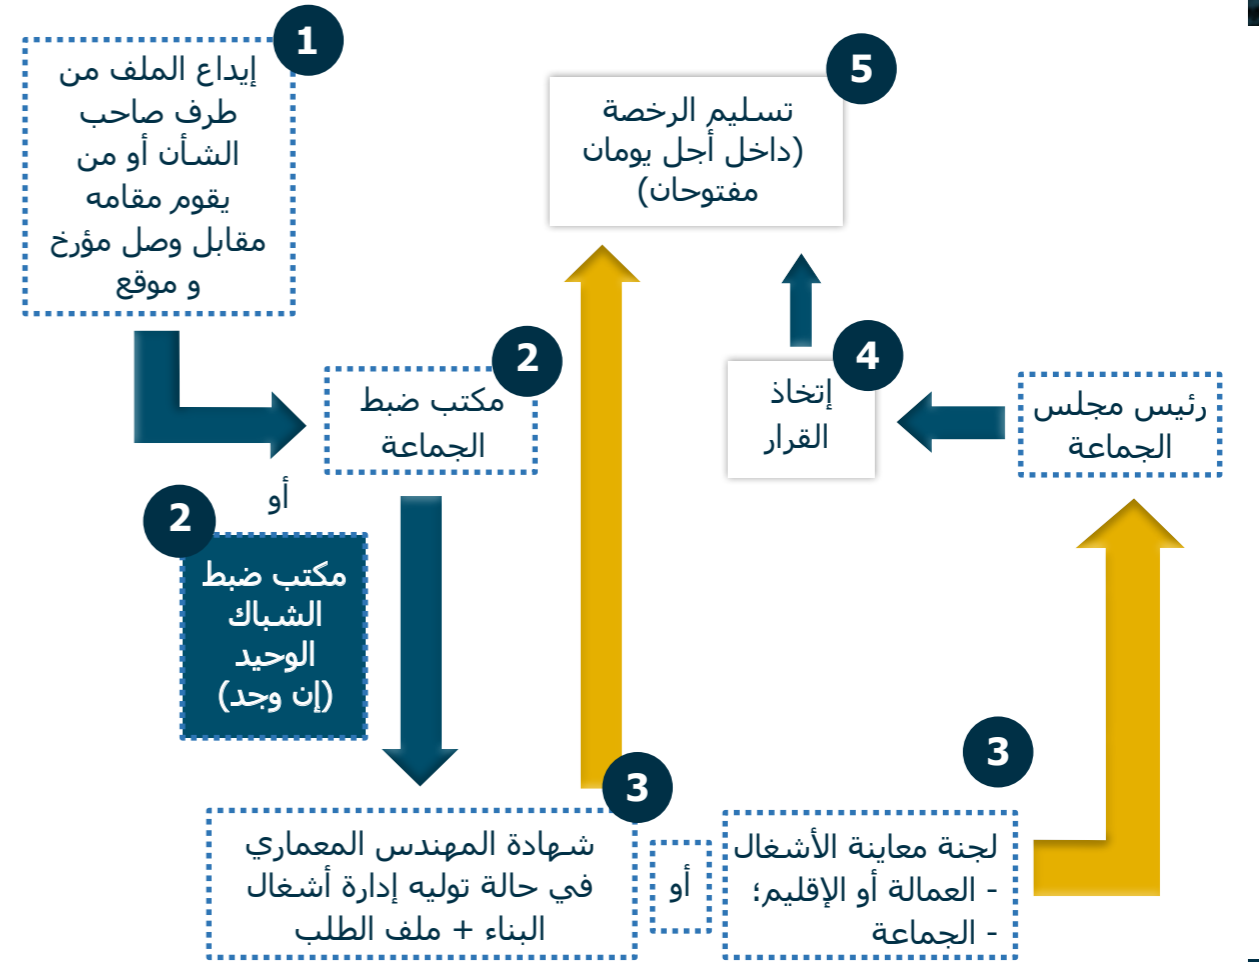 1
إيداع الملف من
طرف صاحب
الشأن أو من
يقوم مقامه
مقابل وصل مؤرخ
و موقع
2
مكتب ضبط
الجماعة
أو
2
مكتب ضبط
الشباك
الوحيد
(إن وجد)
3
شهادة المهندس المعماري
في حالة توليه إدارة أشغال
البناء + ملف الطلب
أو
3
لجنة معاينة الأشغال
- العمالة أو الإقليم؛
- الجماعة
رئيس مجلس
الجماعة
4
إتخاذ
القرار
5
تسليم الرخصة
(داخل أجل يومان
مفتوحان)